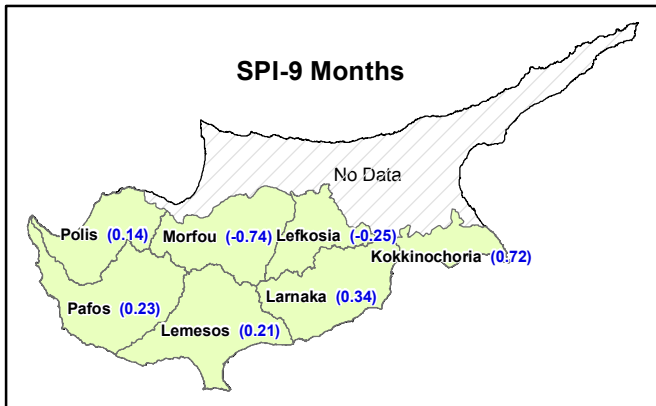 SPI-9 Months
No Data
Polis (0.14)
Morfou (-0.74)
Lefkosia (-0.25)
Kokkinochoria (0.72)
Pafos (0.23)
Larnaka (0.34)
Lemesos (0.21)